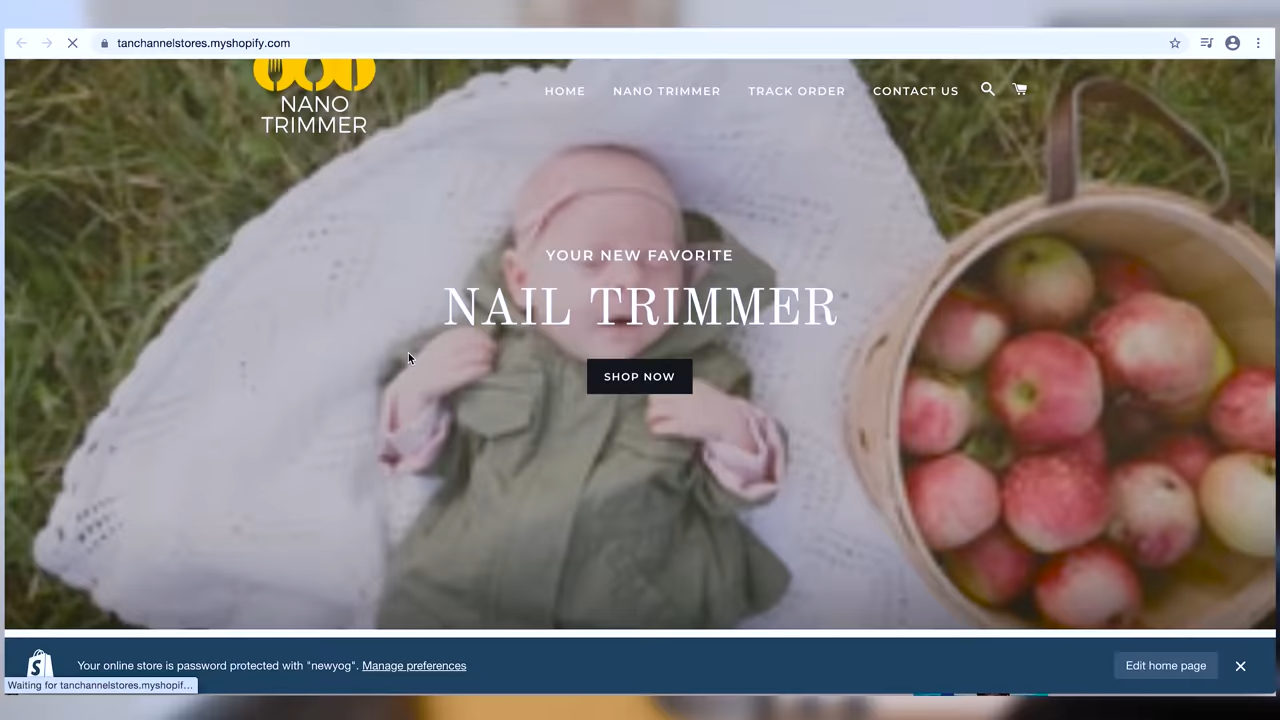 tanchannelstores.myshopify.com
NANO
TRIMMER
HOME
NANO TRIMMER
TRACK ORDER
CONTACT US
YOUR NEW FAVORITE
NAIL TRIMMER
SHOP NOW
Your online store is password protected with "newyog". Manage preferences
Edit home page
Waiting for tanchannelstores.myshopif...